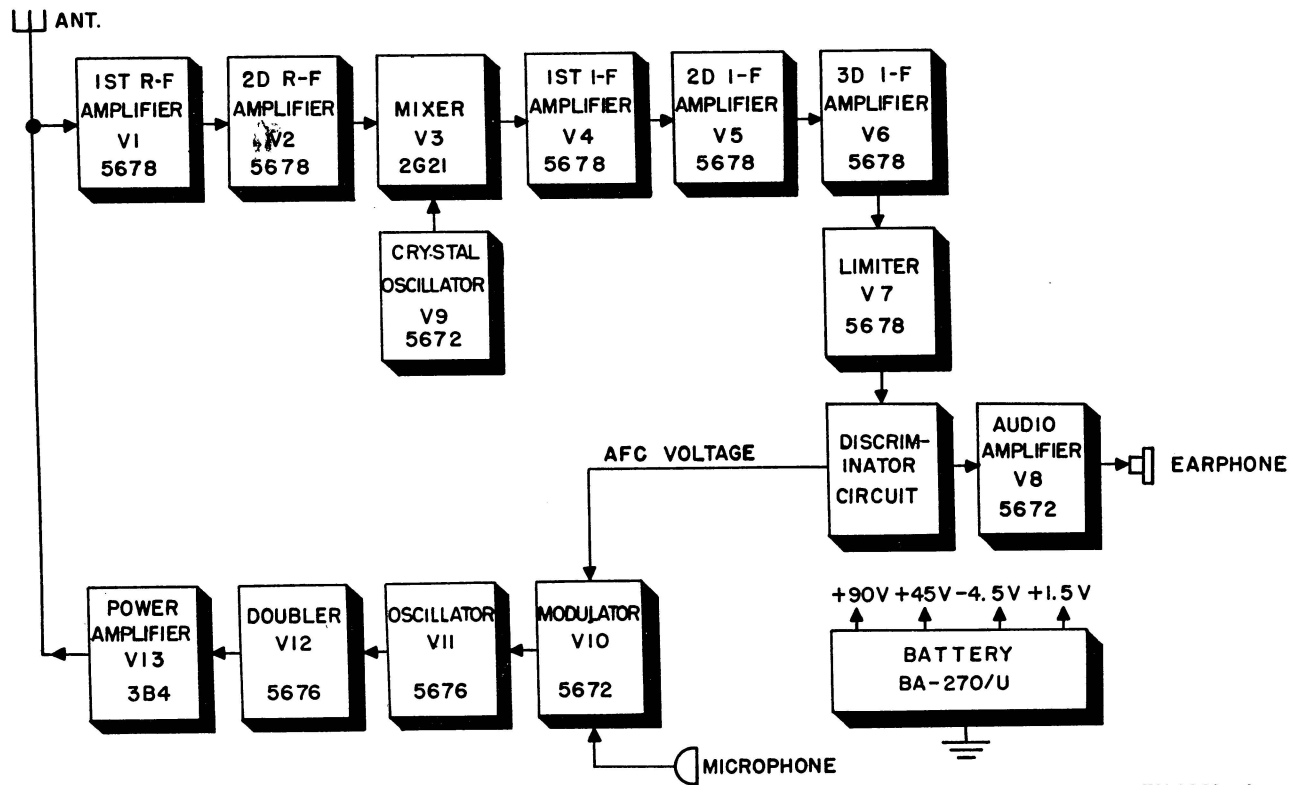 ANT.
1ST R-F
AMPLIFIER
V1
5678
2D R-F
AMPLIFIER
V2
5678
MIXER
V3
2G21
1ST I-F
AMPLIFIER
V4
5678
2D I-F
AMPLIFIER
V5
5678
3D I-F
AMPLIFIER
V6
5678
CRYSTAL
OSCILLATOR
V9
5672
LIMITER
V7
5678
AFC VOLTAGE
DISCRIM-
INATOR
CIRCUIT
AUDIO
AMPLIFIER
V8
5672
EARPHONE
POWER
AMPLIFIER
V13
3B4
DOUBLER
V12
5676
OSCILLATOR
V11
5676
MODULATOR
V10
5672
+90V +45V -4.5V +1.5V
BATTERY
BA-270/U
MICROPHONE